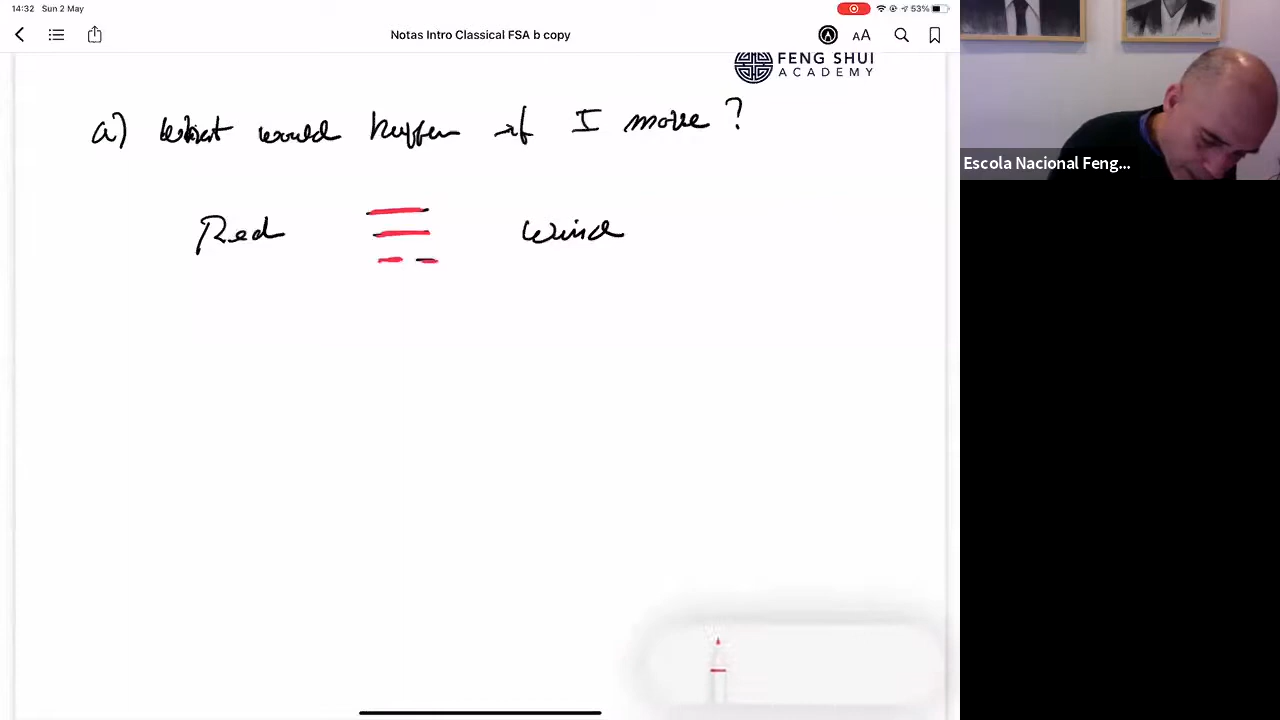 14:32 Sun 2 May
53%
Notas Intro Classical FSA b copy
AA
FENG SHUI
ACADEMY
a) What would happen if I move?
Red
Wind
Escola Nacional Feng...